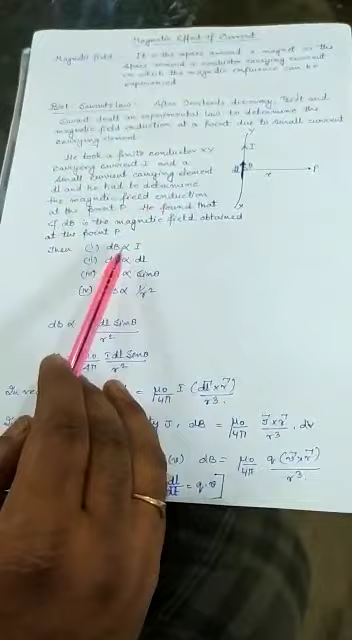 Magnetic Effect of Current
Magnetic field It is the space around a magnet or the
space around a conductor carrying current
in which the magnetic influence can be
experienced
Biot Savart's law: After Oersted's discovery, Biot and
Savart dealt an experimental law to determine the
magnetic field induction at a point due to small current
carrying element
He took a finite conductor XY
carrying current I and a
small current carrying element
dl and he had to determine
the magnetic field induction
at the point P. He found that
if dB is the magnetic field obtained
at the point P
Then (i) dB ∝ I
(ii) ∝ dl
(iii) ∝ sinθ
(iv) B ∝ 1/r²
dB ∝ dl sinθ / r²
μ0/4π I dl sinθ / r²
In vec = μ0/4π I (dl⃗ x r⃗)/r³
J, dB = μ0/4π J⃗ x r⃗/r³ . dV
(v) dB = μ0/4π q (v⃗ x r⃗)/r³
dl/dt = q.v]
Y
I
P
r
X